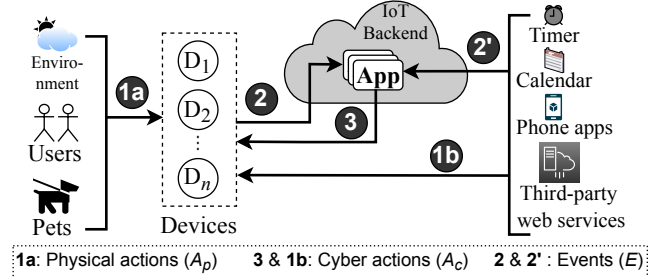 IoT
Backend
App
Environ-
nment
Users
Pets
1a
D1
D2
⋮
Dn
Devices
2
3
2'
1b
Timer
Calendar
Phone apps
Third-party
web services
1a: Physical actions (Ap) 3 & 1b: Cyber actions (Ac) 2 & 2' : Events (E)